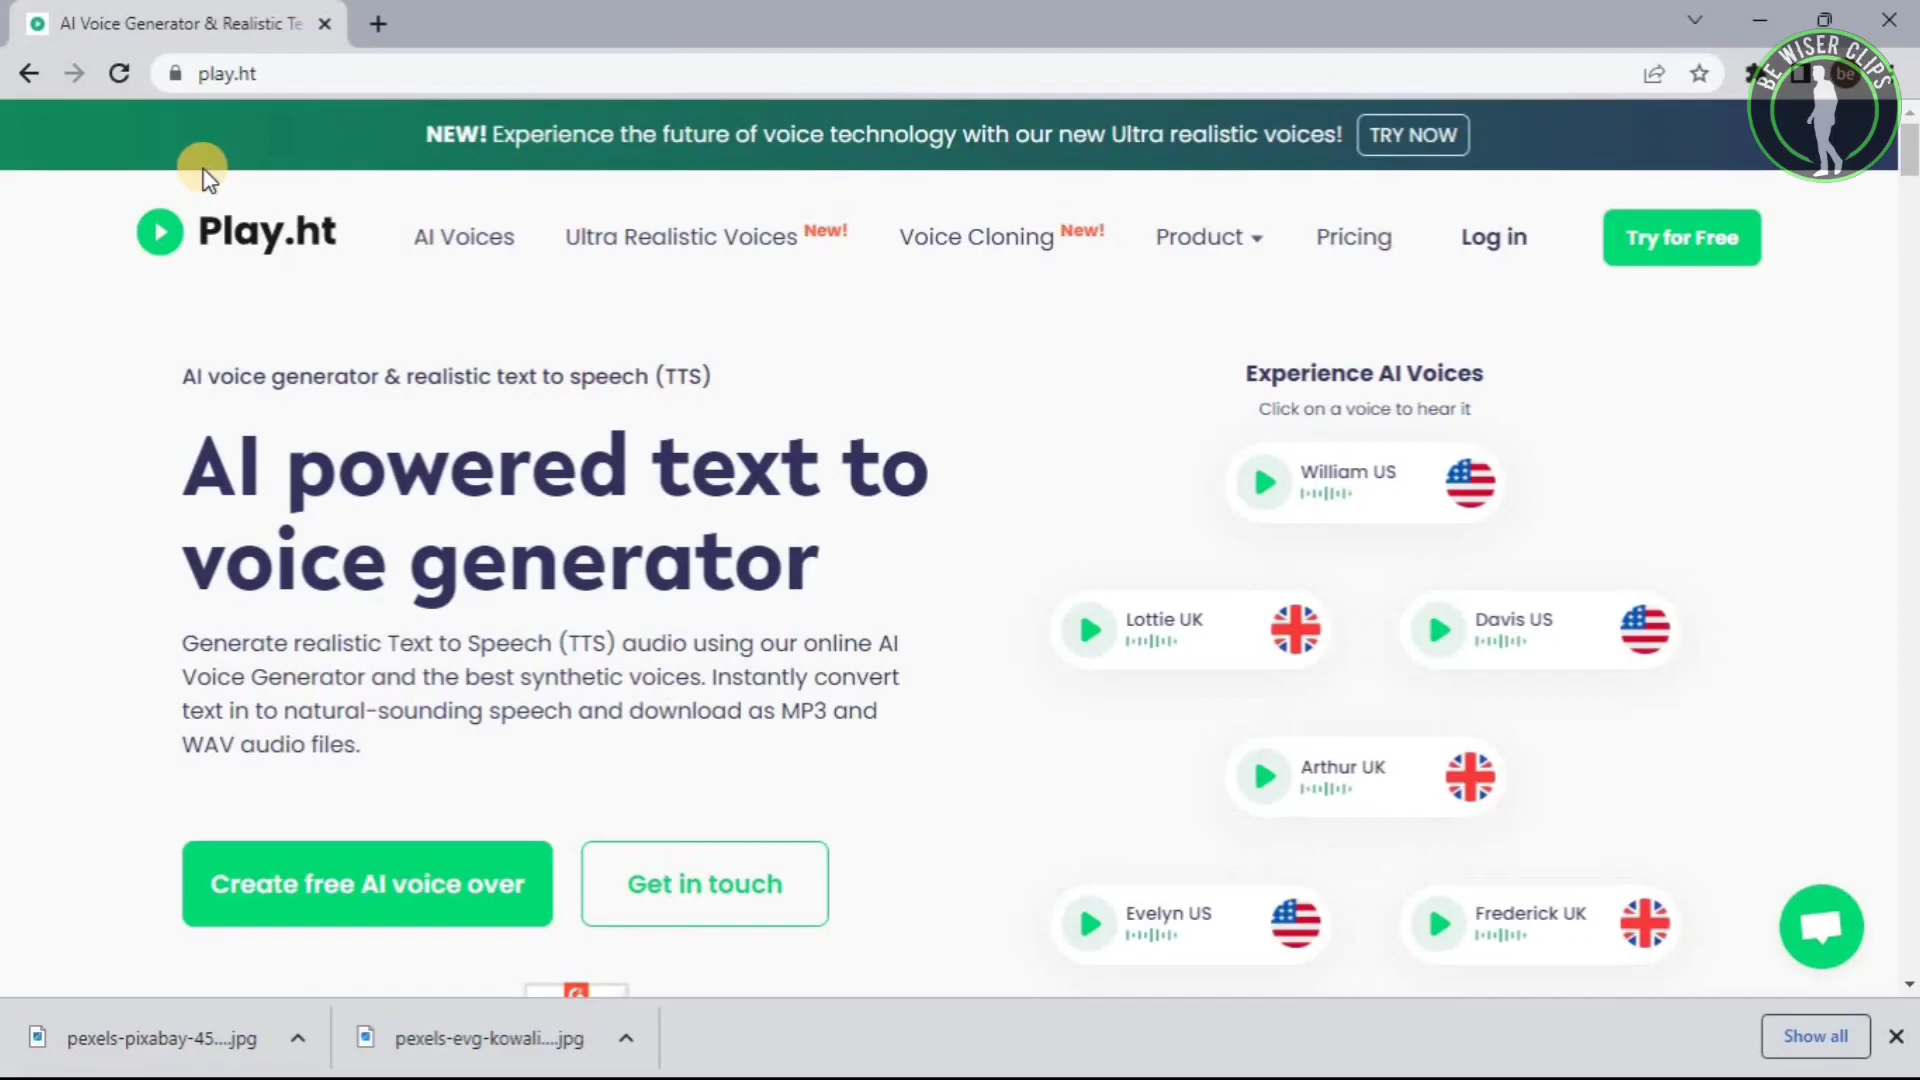 AI Voice Generator & Realistic Te
play.ht
BE WISER CLIPS
be
NEW! Experience the future of voice technology with our new Ultra realistic voices!
TRY NOW
Play.ht
AI Voices
Ultra Realistic Voices New!
Voice Cloning New!
Product
Pricing
Log in
Try for Free
AI voice generator & realistic text to speech (TTS)
AI powered text to
voice generator
Generate realistic Text to Speech (TTS) audio using our online AI
Voice Generator and the best synthetic voices. Instantly convert
text in to natural-sounding speech and download as MP3 and
WAV audio files.
Create free AI voice over
Get in touch
Experience AI Voices
Click on a voice to hear it
William US
Lottie UK
Davis US
Arthur UK
Evelyn US
Frederick UK
pexels-pixabay-45....jpg
pexels-evg-kowali....jpg
Show all